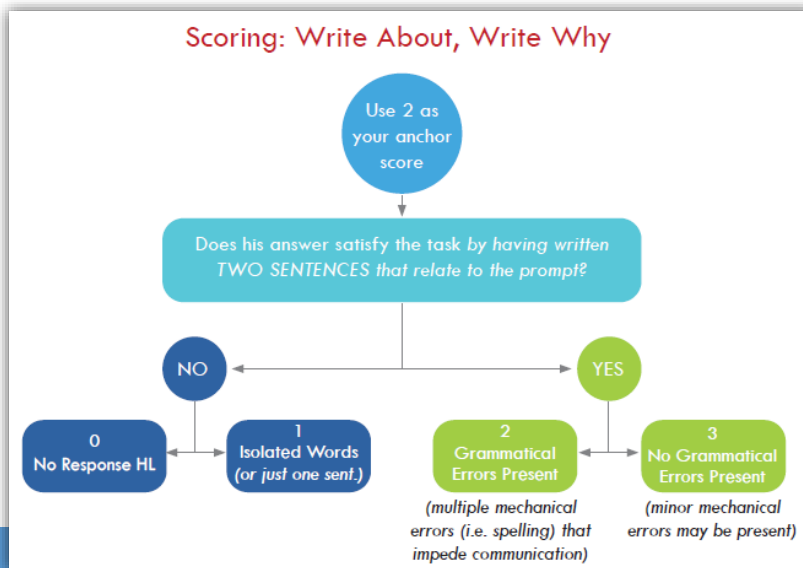 Scoring: Write About, Write Why
Use 2 as
your anchor
score
Does his answer satisfy the task by having written
TWO SENTENCES that relate to the prompt?
NO
YES
0
No Response HL
1
Isolated Words
(or just one sent.)
2
Grammatical
Errors Present
3
No Grammatical
Errors Present
(multiple mechanical
errors (i.e. spelling) that
impede communication)
(minor mechanical
errors may be present)